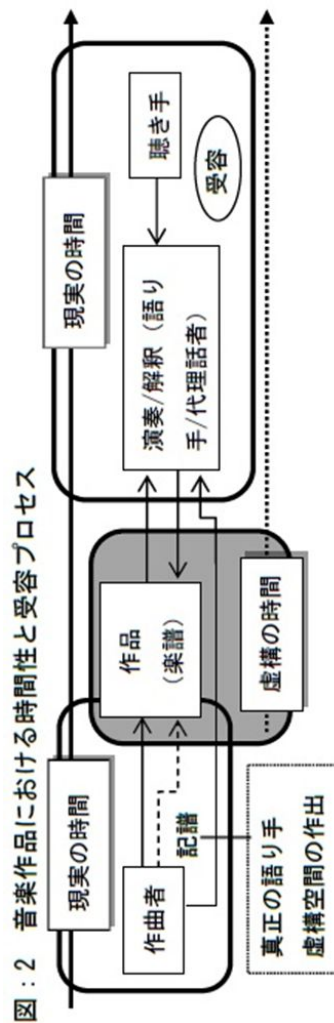 図：2 音楽作品における時間性と受容プロセス
現実の時間
作曲者
記譜
真正の語り手
虚構空間の作出
作品
（楽譜）
虚構の時間
現実の時間
演奏/解釈（語り
手/代理話者）
聴き手
受容